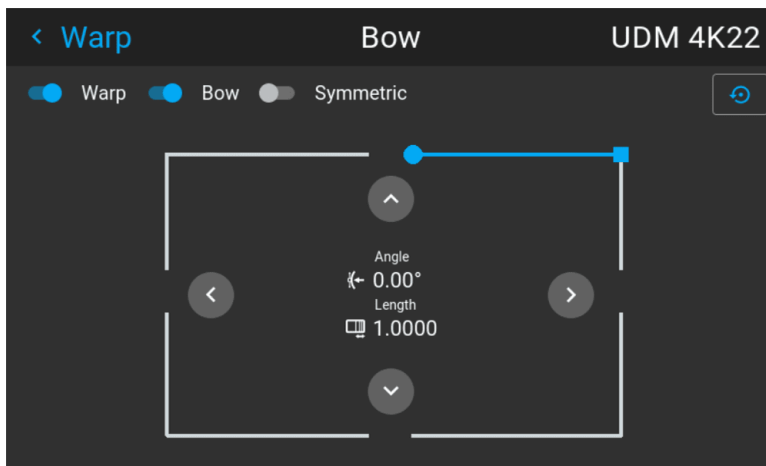 Warp Bow UDM 4K22
Warp Bow Symmetric
Angle
0.00°
Length
1.0000